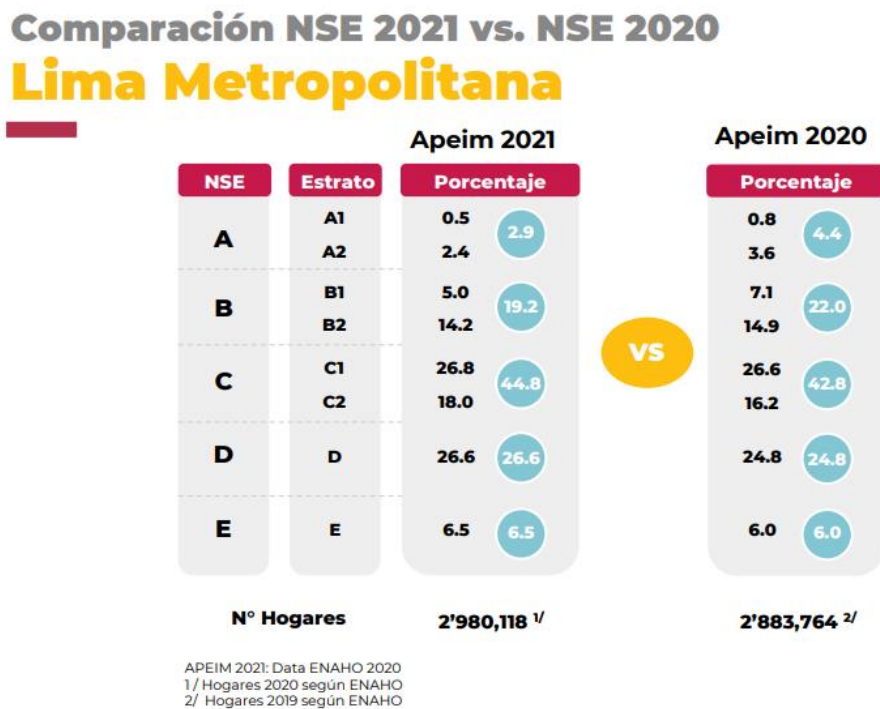 Comparación NSE 2021 vs. NSE 2020
Lima Metropolitana
Apeim 2021 Apeim 2020
NSE Estrato Porcentaje Porcentaje
A1 0.5 0.8
A 2.9 4.4
A2 2.4 3.6
B1 5.0 7.1
B 19.2 22.0
B2 14.2 14.9
VS
C1 26.8 26.6
C 44.8 42.8
C2 18.0 16.2
D D 26.6 26.6 24.8 24.8
E E 6.5 6.5 6.0 6.0
N° Hogares 2'980,118 1/ 2'883,764 2/
APEIM 2021: Data ENAHO 2020
1 / Hogares 2020 según ENAHO
2/ Hogares 2019 según ENAHO